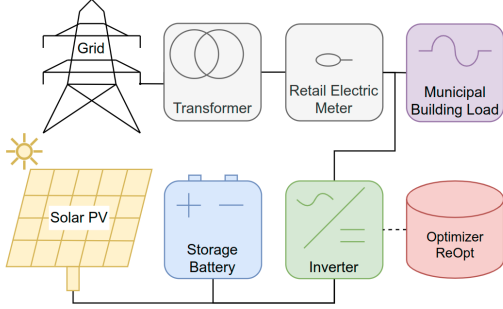 Grid
Transformer
Retail Electric
Meter
Municipal
Building Load
Solar PV
Storage
Battery
Inverter
Optimizer
ReOpt